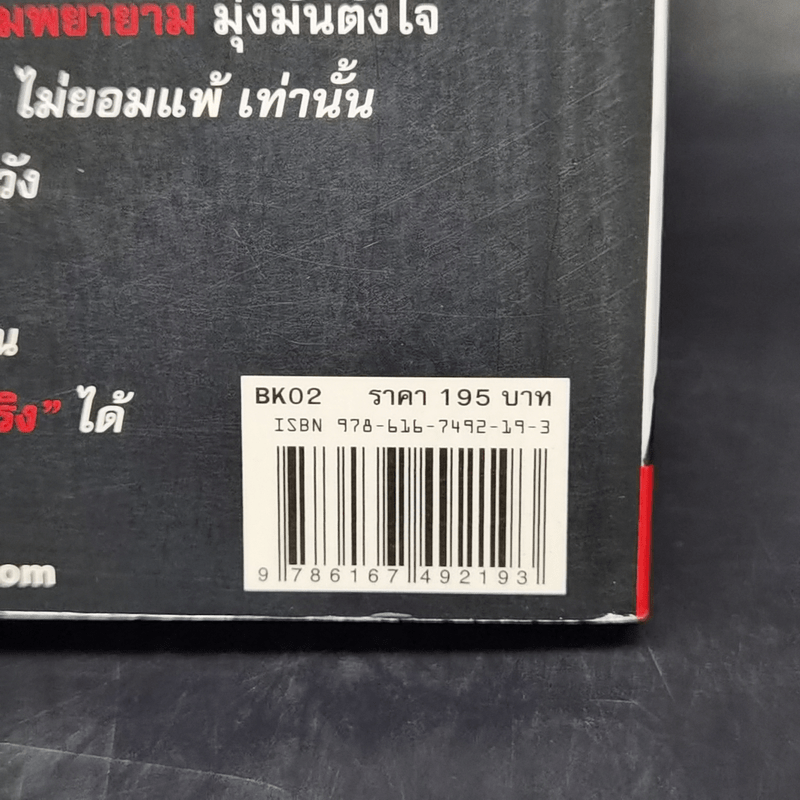 มพยายาม มุ่งมั่นตั้งใจ
ไม่ยอมแพ้ เท่านั้น
วัง
น
ริง” ได้
BK02 ราคา 195 บาท
ISBN 978-616-7492-19-3
9 786167 492193
om